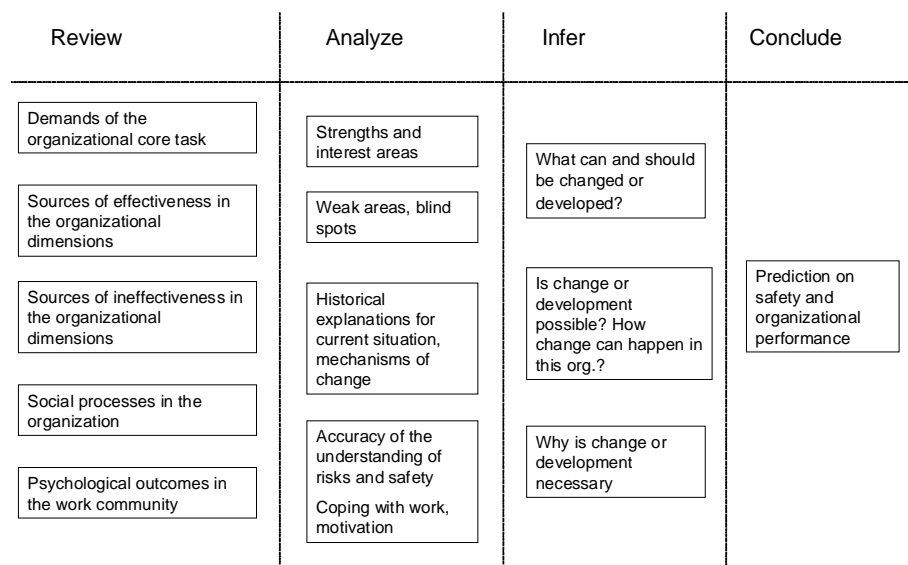 Review
Analyze
Infer
Conclude
Demands of the
organizational core task
Sources of effectiveness in
the organizational
dimensions
Sources of ineffectiveness in
the organizational
dimensions
Social processes in the
organization
Psychological outcomes in
the work community
Strengths and
interest areas
Weak areas, blind
spots
Historical
explanations for
current situation,
mechanisms of
change
Accuracy of the
understanding of
risks and safety
Coping with work,
motivation
What can and should
be changed or
developed?
Is change or
development
possible? How
change can happen in
this org.?
Why is change or
development
necessary
Prediction on
safety and
organizational
performance